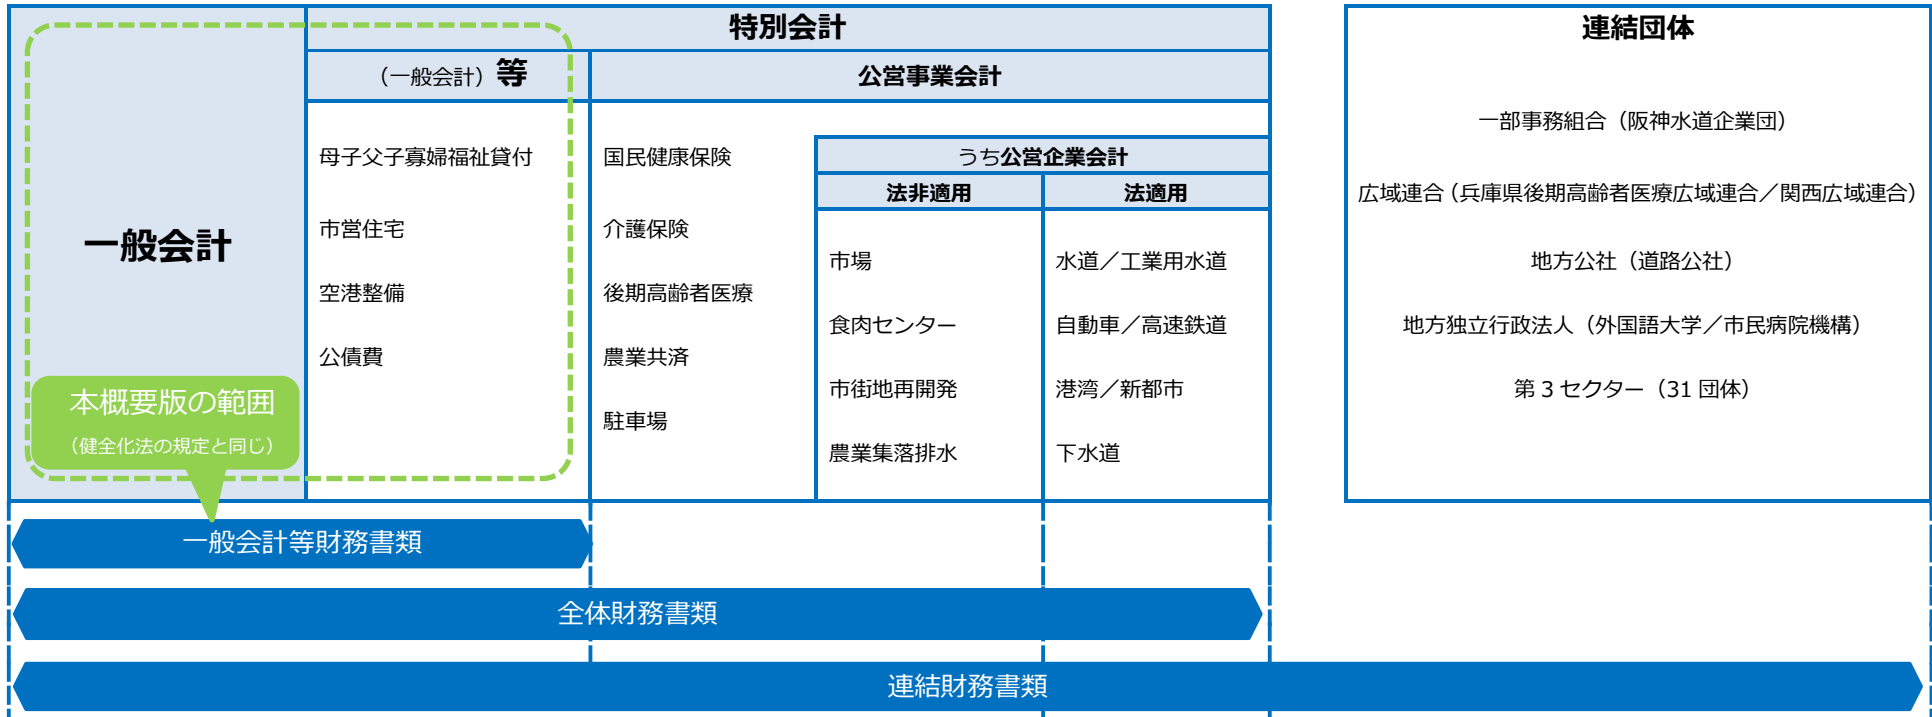 特別会計
連結団体
(一般会計) 等
公営事業会計
一般会計
母子父子寡婦福祉貸付
市営住宅
空港整備
公債費
国民健康保険
介護保険
後期高齢者医療
農業共済
駐車場
うち公営企業会計
法非適用
法適用
市場
食肉センター
市街地再開発
農業集落排水
水道／工業用水道
自動車／高速鉄道
港湾／新都市
下水道
一部事務組合（阪神水道企業団）
広域連合（兵庫県後期高齢者医療広域連合／関西広域連合）
地方公社（道路公社）
地方独立行政法人（外国語大学／市民病院機構）
第３セクター（31 団体）
本概要版の範囲
（健全化法の規定と同じ）
一般会計等財務書類
全体財務書類
連結財務書類